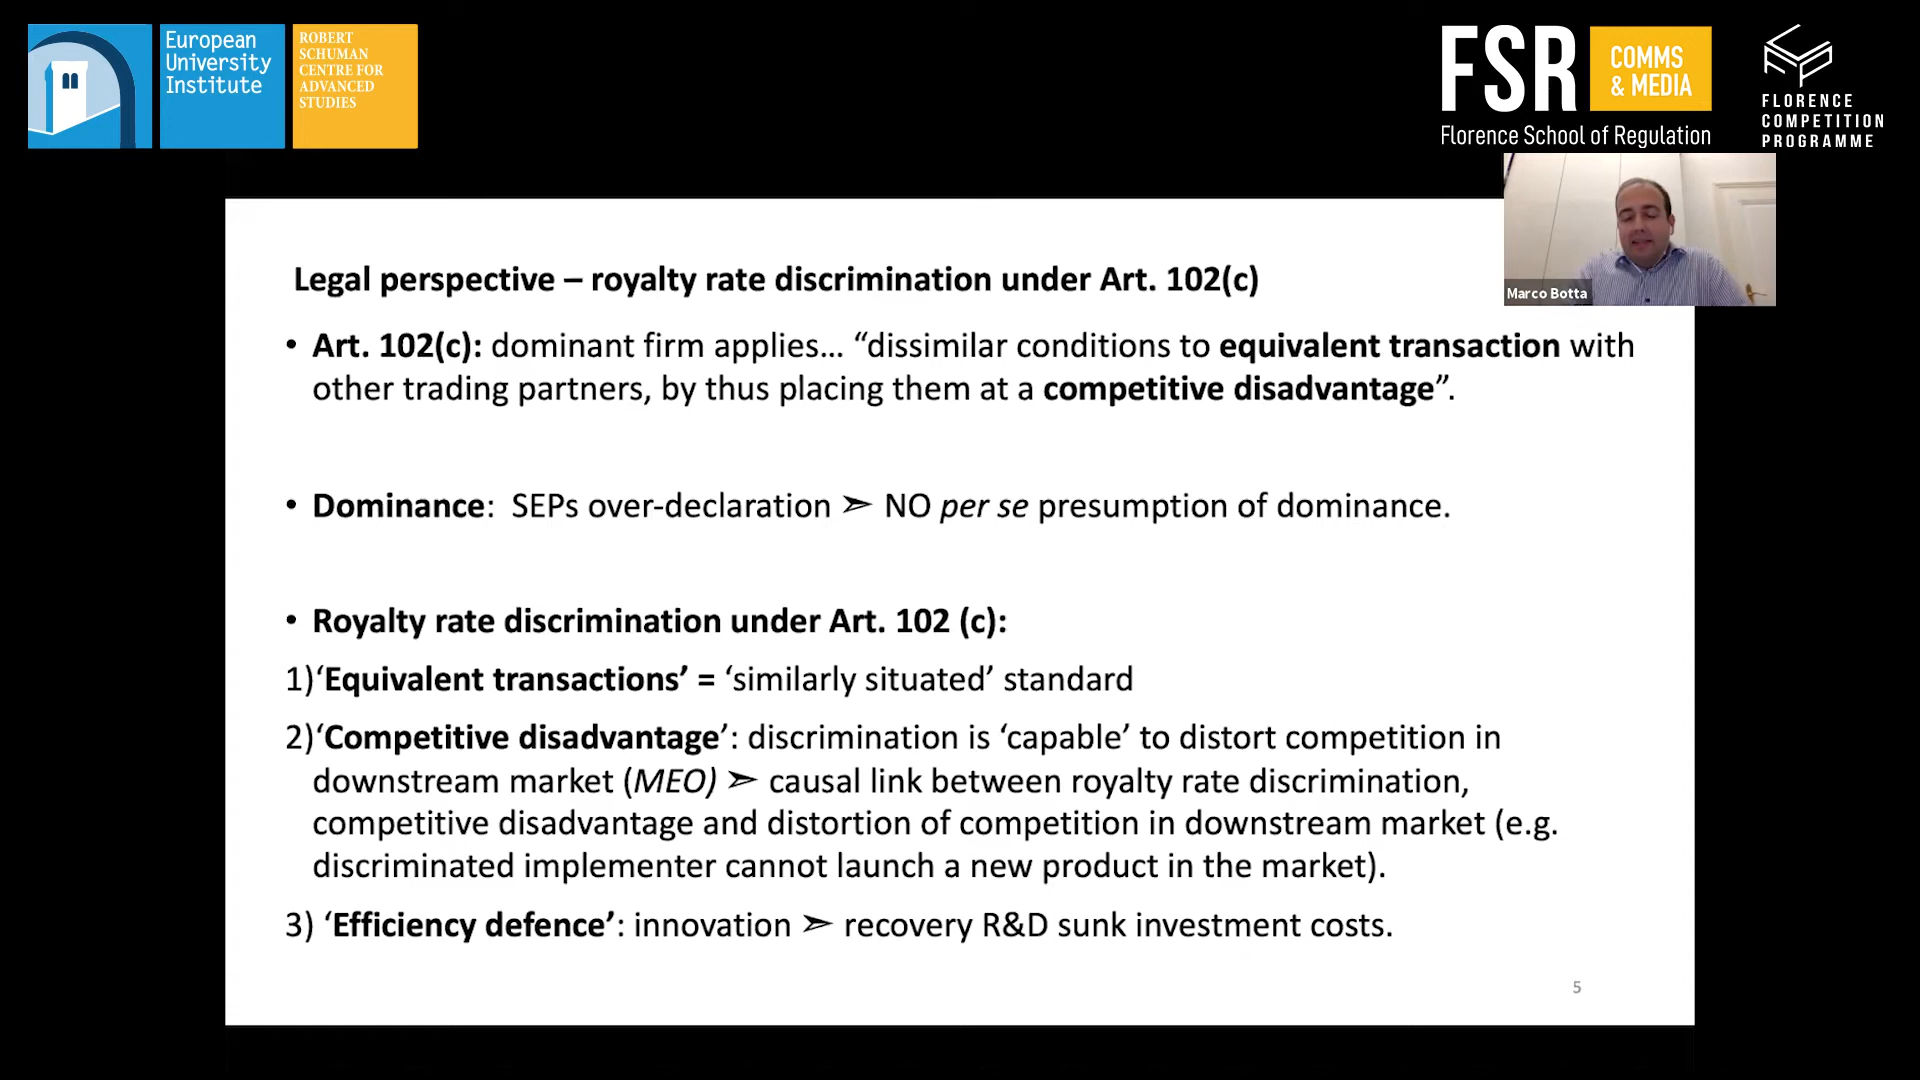 European
University
Institute
ROBERT
SCHUMAN
CENTRE FOR
ADVANCED
STUDIES
FSR
COMMS
& MEDIA
Florence School of Regulation
FLORENCE
COMPETITION
PROGRAMME
Marco Botta
Legal perspective – royalty rate discrimination under Art. 102(c)
• Art. 102(c): dominant firm applies... “dissimilar conditions to equivalent transaction with
other trading partners, by thus placing them at a competitive disadvantage”.
• Dominance: SEPs over-declaration ➣ NO per se presumption of dominance.
• Royalty rate discrimination under Art. 102 (c):
1)‘Equivalent transactions’ = ‘similarly situated’ standard
2)‘Competitive disadvantage’: discrimination is ‘capable’ to distort competition in
downstream market (MEO) ➣ causal link between royalty rate discrimination,
competitive disadvantage and distortion of competition in downstream market (e.g.
discriminated implementer cannot launch a new product in the market).
3) ‘Efficiency defence’: innovation ➣ recovery R&D sunk investment costs.
5